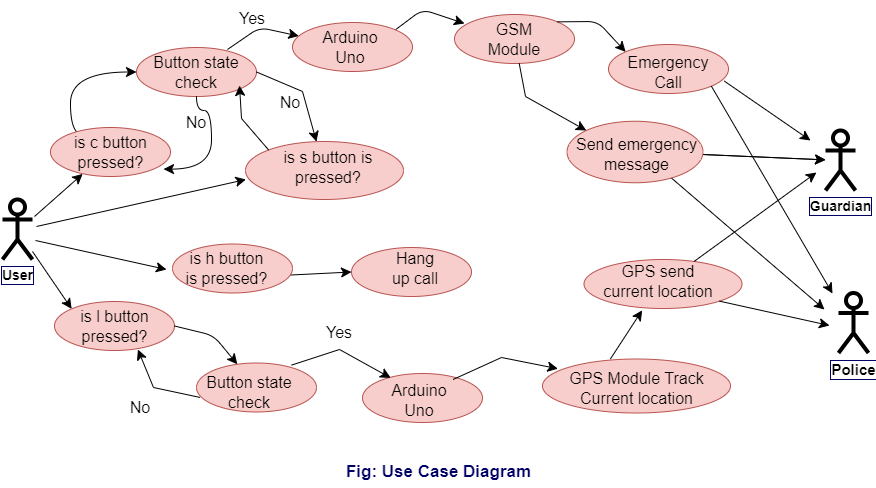 Yes
Arduino
Uno
GSM
Module
Button state
check
Emergency
Call
No
No
is c button
pressed?
is s button is
pressed?
Send emergency
message
Guardian
User
is h button
is pressed?
Hang
up call
GPS send
current location
is l button
pressed?
Yes
Police
Button state
check
Arduino
Uno
GPS Module Track
Current location
No
Fig: Use Case Diagram